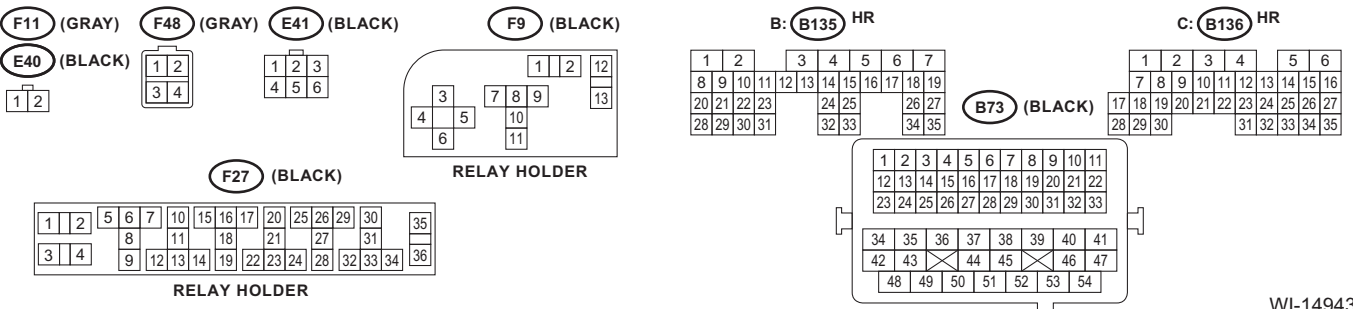 F11 (GRAY) F48 (GRAY) E41 (BLACK) F9 (BLACK) B: B135 HR C: B136 HR
E40 (BLACK)
1 2
1 2
3 4
1 2 3
4 5 6
1 2 12
3 7 8 9 13
4 5 10
6 11
RELAY HOLDER
1 2 3 4 5 6 7
8 9 10 11 12 13 14 15 16 17 18 19
20 21 22 23 24 25 26 27
28 29 30 31 32 33 34 35
1 2 3 4 5 6
7 8 9 10 11 12 13 14 15 16
17 18 19 20 21 22 23 24 25 26 27
28 29 30 31 32 33 34 35
B73 (BLACK)
1 2 3 4 5 6 7 8 9 10 11
12 13 14 15 16 17 18 19 20 21 22
23 24 25 26 27 28 29 30 31 32 33
34 35 36 37 38 39 40 41
42 43 44 45 46 47
48 49 50 51 52 53 54
F27 (BLACK)
1 2 5 6 7 10 15 16 17 20 25 26 29 30 35
8 11 18 21 27 31
3 4 9 12 13 14 19 22 23 24 28 32 33 34 36
RELAY HOLDER
WI-14943